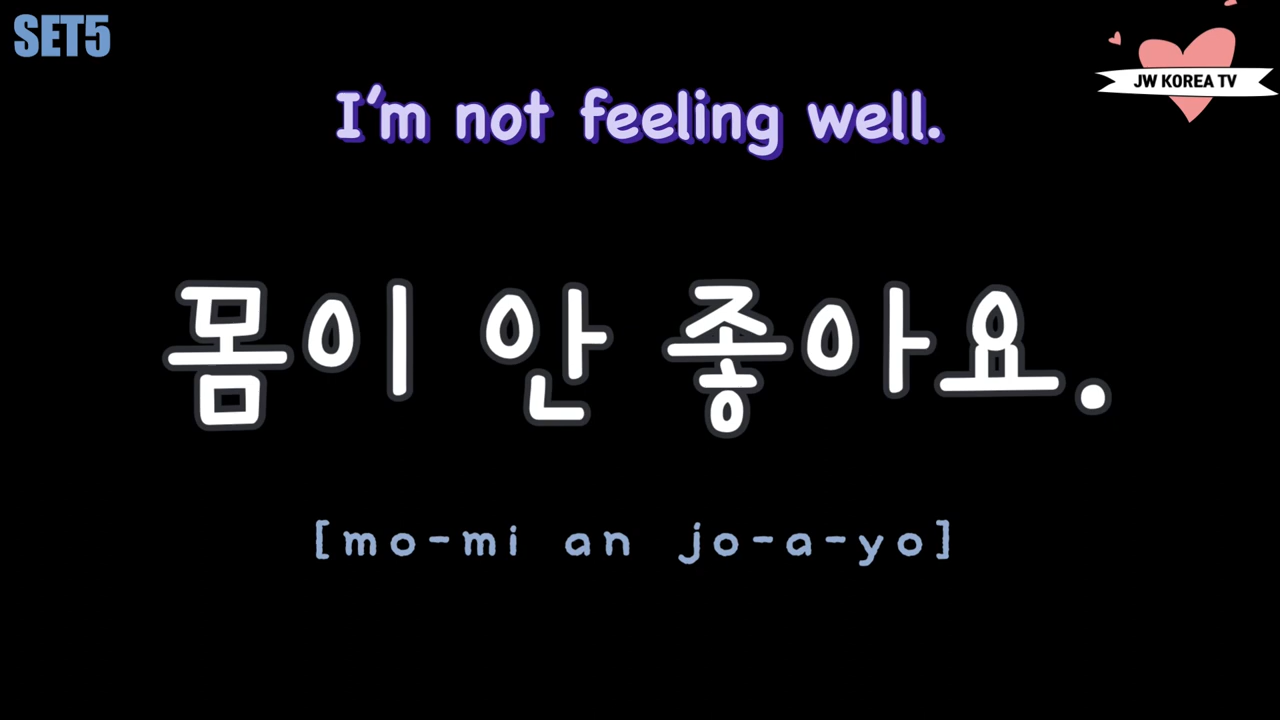 SET5
JW KOREA TV
I'm not feeling well.
몸이 안 좋아요.
[mo-mi an jo-a-yo]